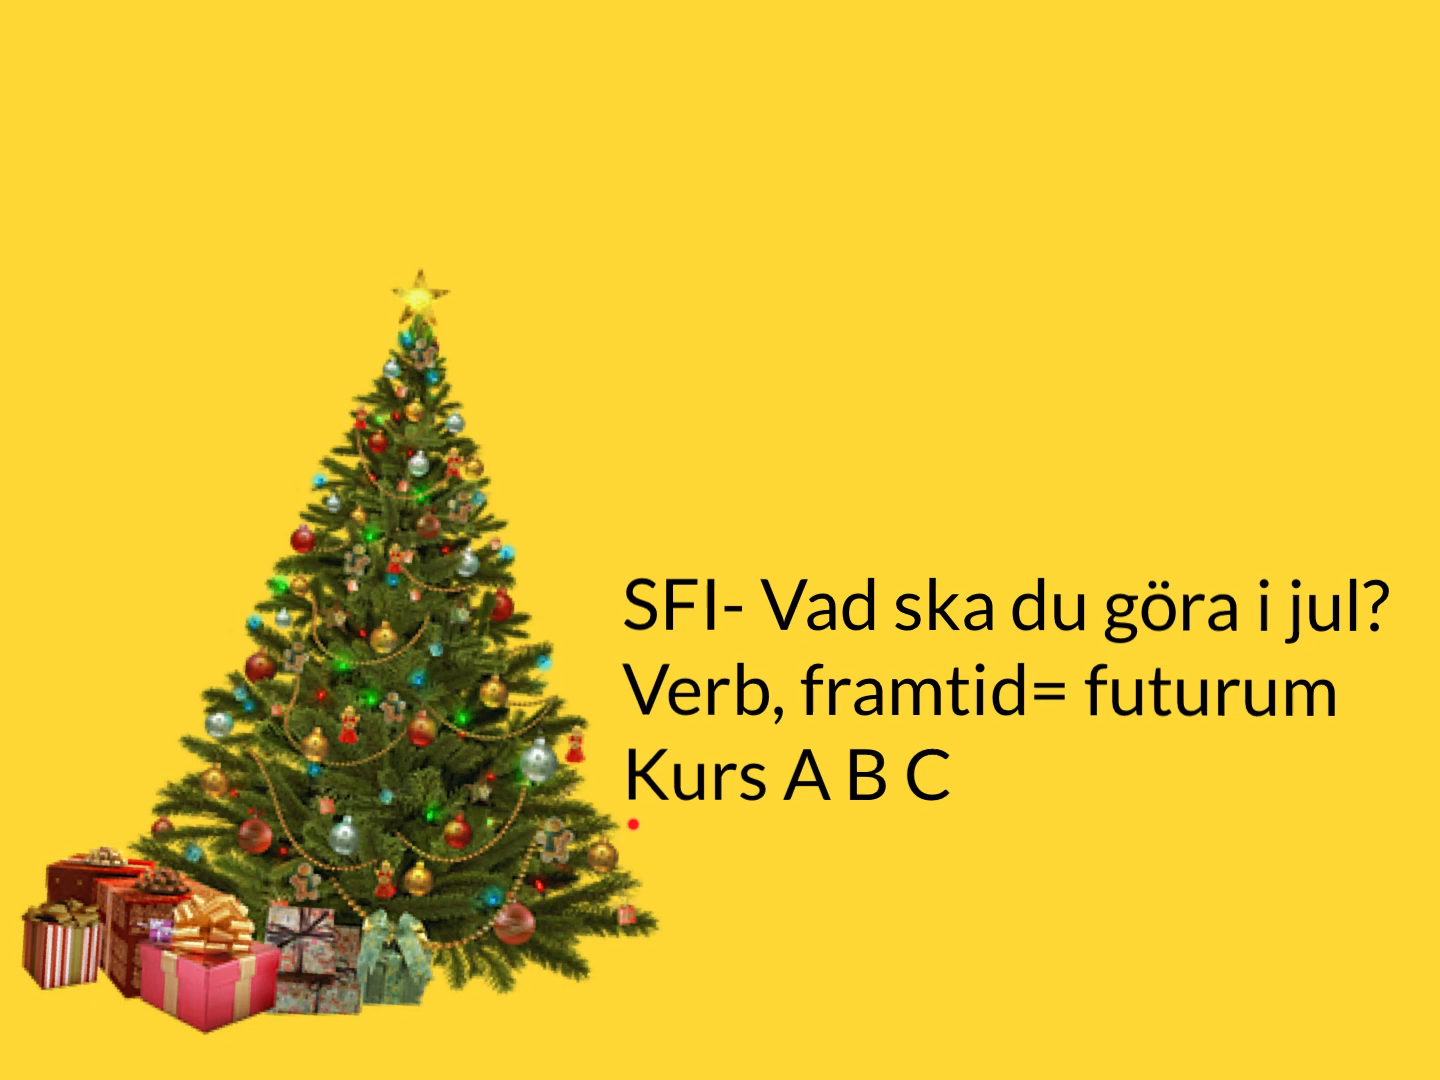 SFI- Vad ska du göra i jul?
Verb, framtid= futurum
Kurs A B C